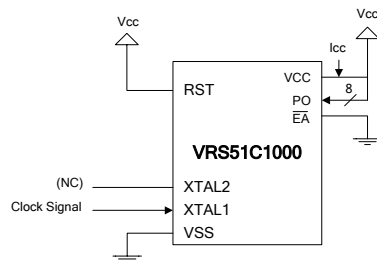 Vcc
Vcc
Icc
VCC
RST
8
PO
EA
VRS51C1000
(NC)
XTAL2
Clock Signal
XTAL1
VSS